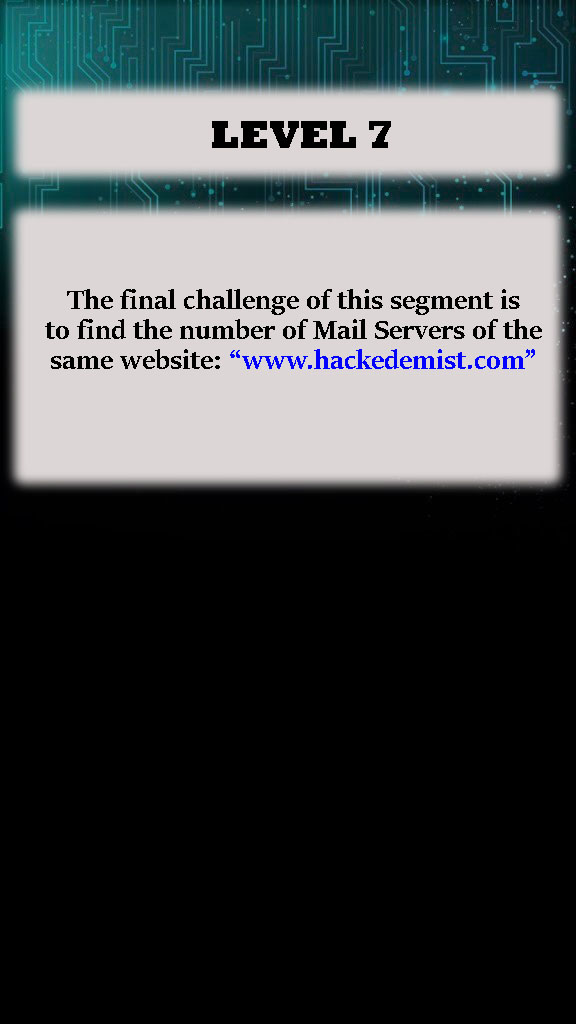 LEVEL 7
The final challenge of this segment is
to find the number of Mail Servers of the
same website: “www.hackedemist.com”